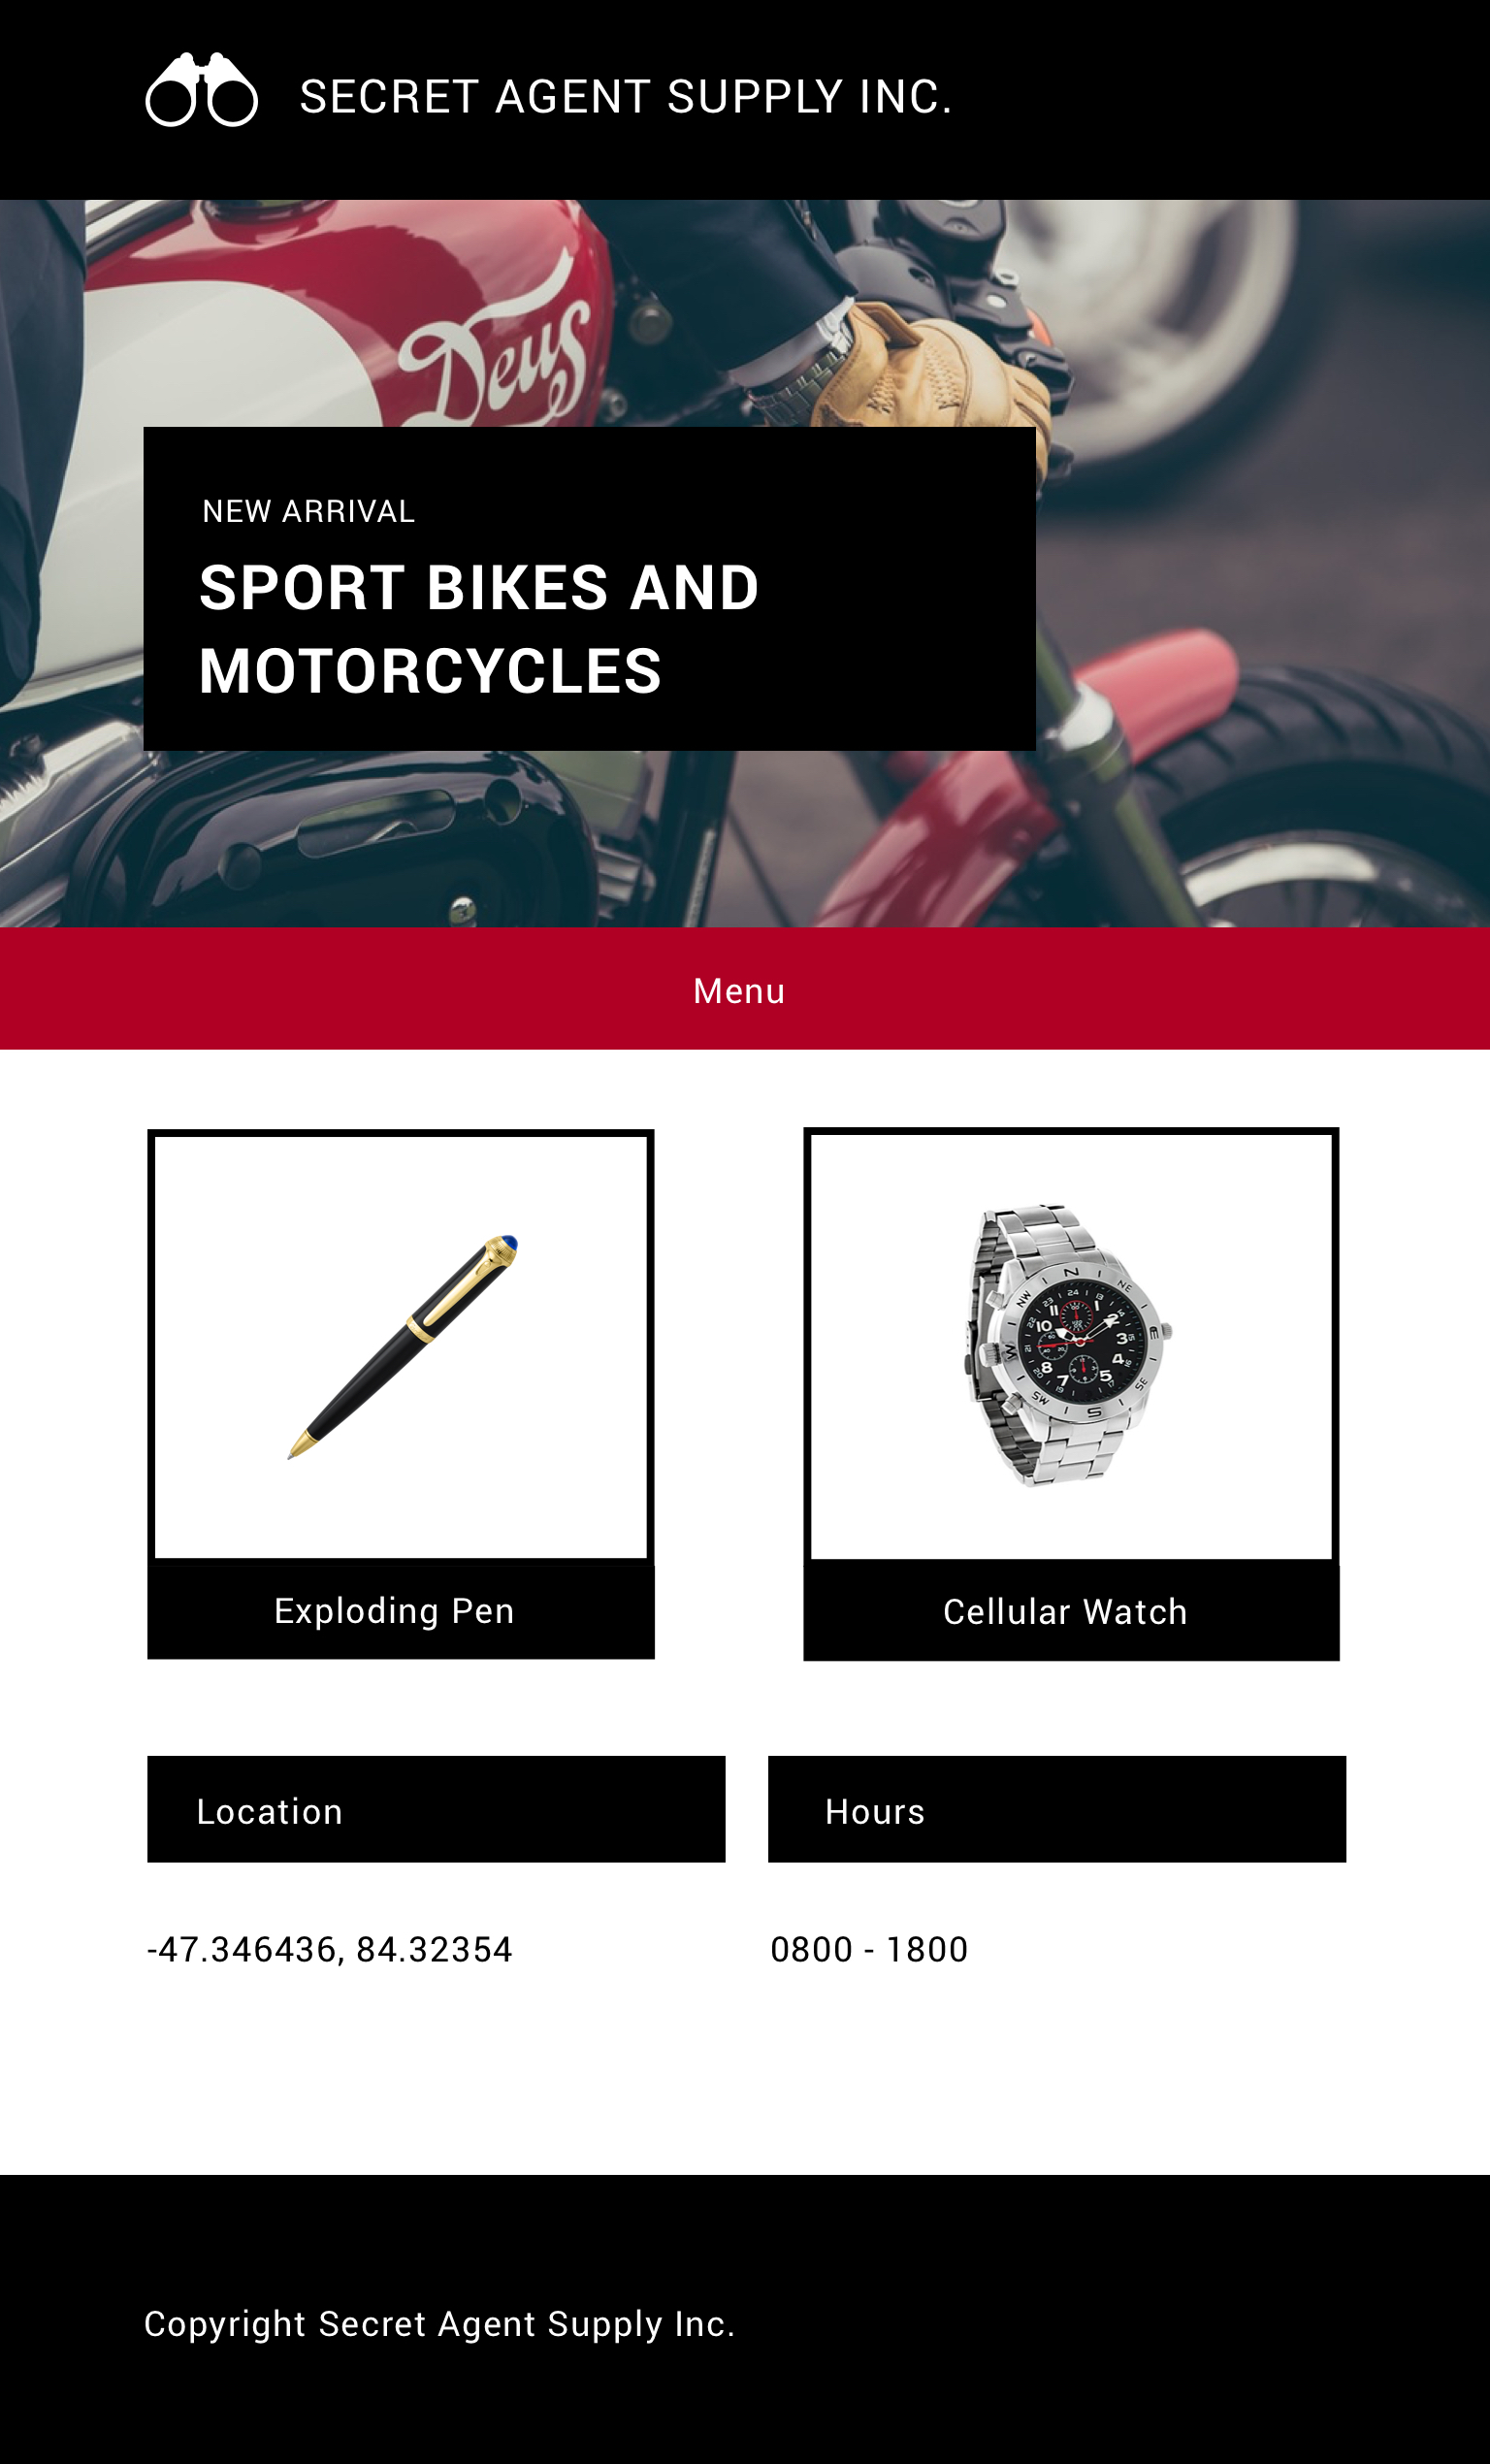 SECRET AGENT SUPPLY INC.
Deus
NEW ARRIVAL
SPORT BIKES AND
MOTORCYCLES
Menu
Exploding Pen
Cellular Watch
Location
Hours
-47.346436, 84.32354
0800 - 1800
Copyright Secret Agent Supply Inc.